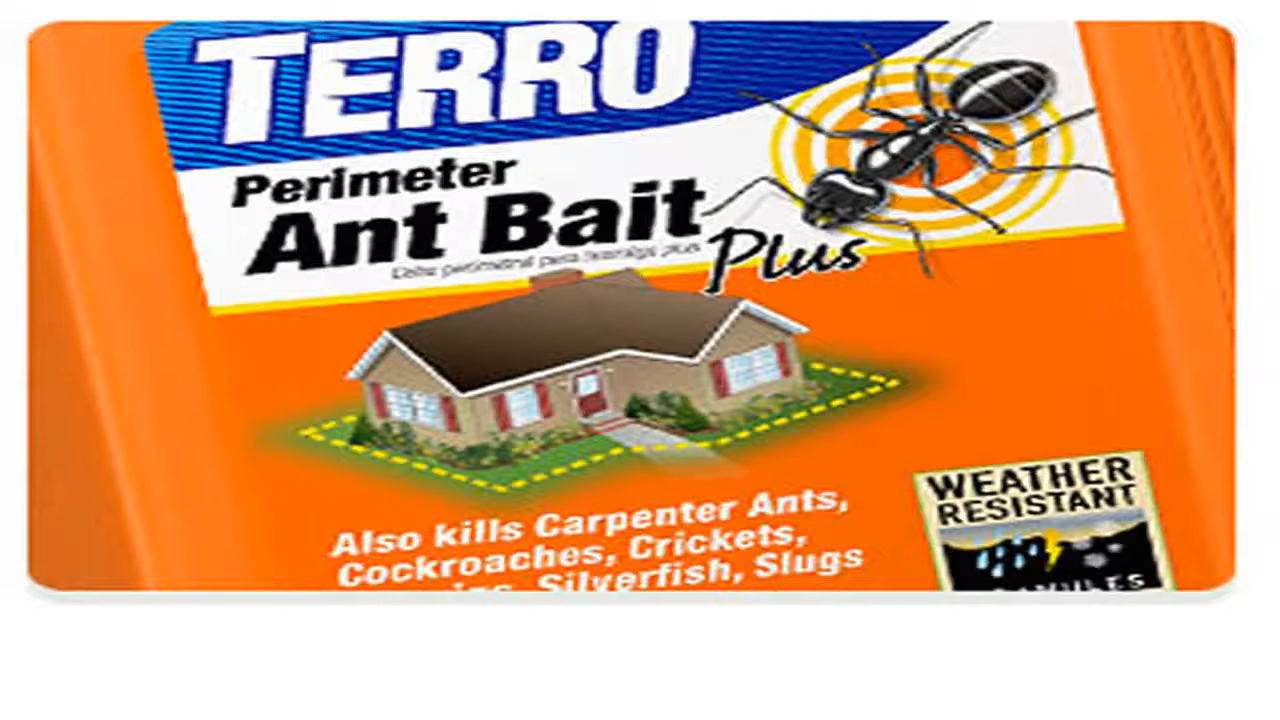 TERRO
Perimeter
Ant Bait
Plus
Also kills Carpenter Ants,
Cockroaches, Crickets,
Silverfish, Slugs
WEATHER
RESISTANT